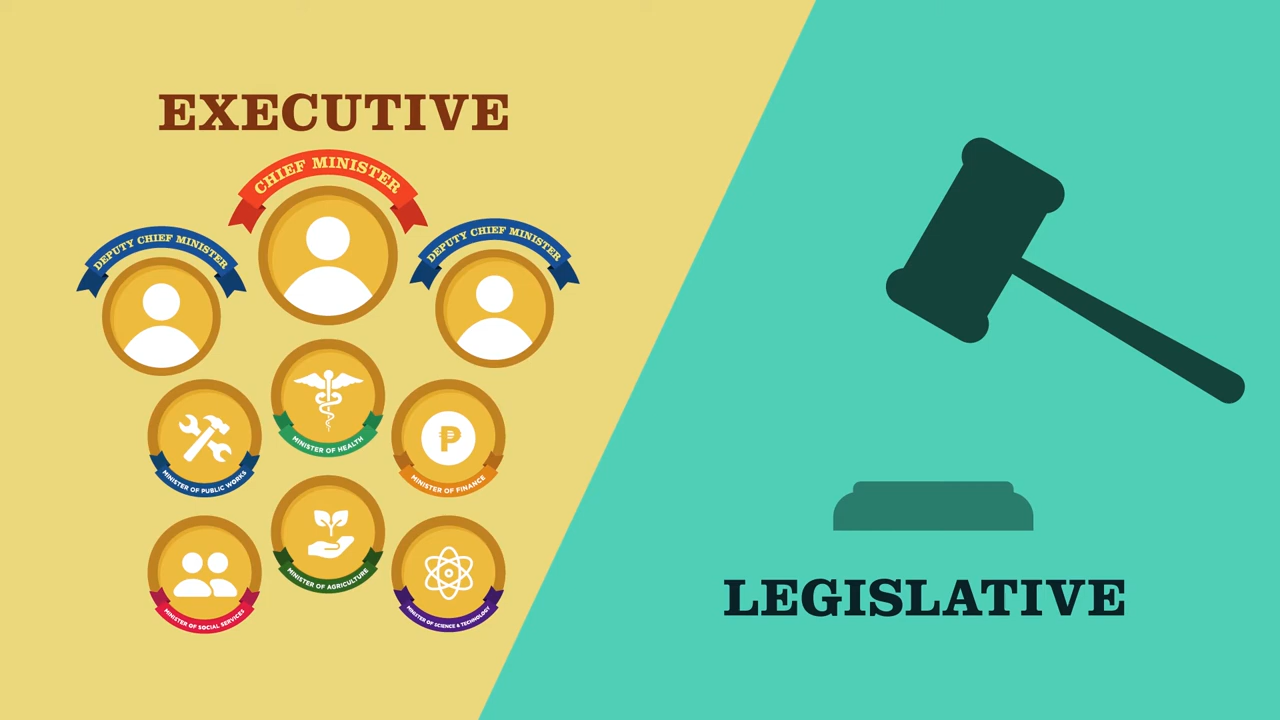 EXECUTIVE
CHIEF MINISTER
DEPUTY CHIEF MINISTER
DEPUTY CHIEF MINISTER
MINISTER OF HEALTH
MINISTER OF PUBLIC WORKS
MINISTER OF FINANCE
MINISTER OF AGRICULTURE
MINISTER OF SOCIAL SERVICES
MINISTER OF SCIENCE & TECHNOLOGY
LEGISLATIVE